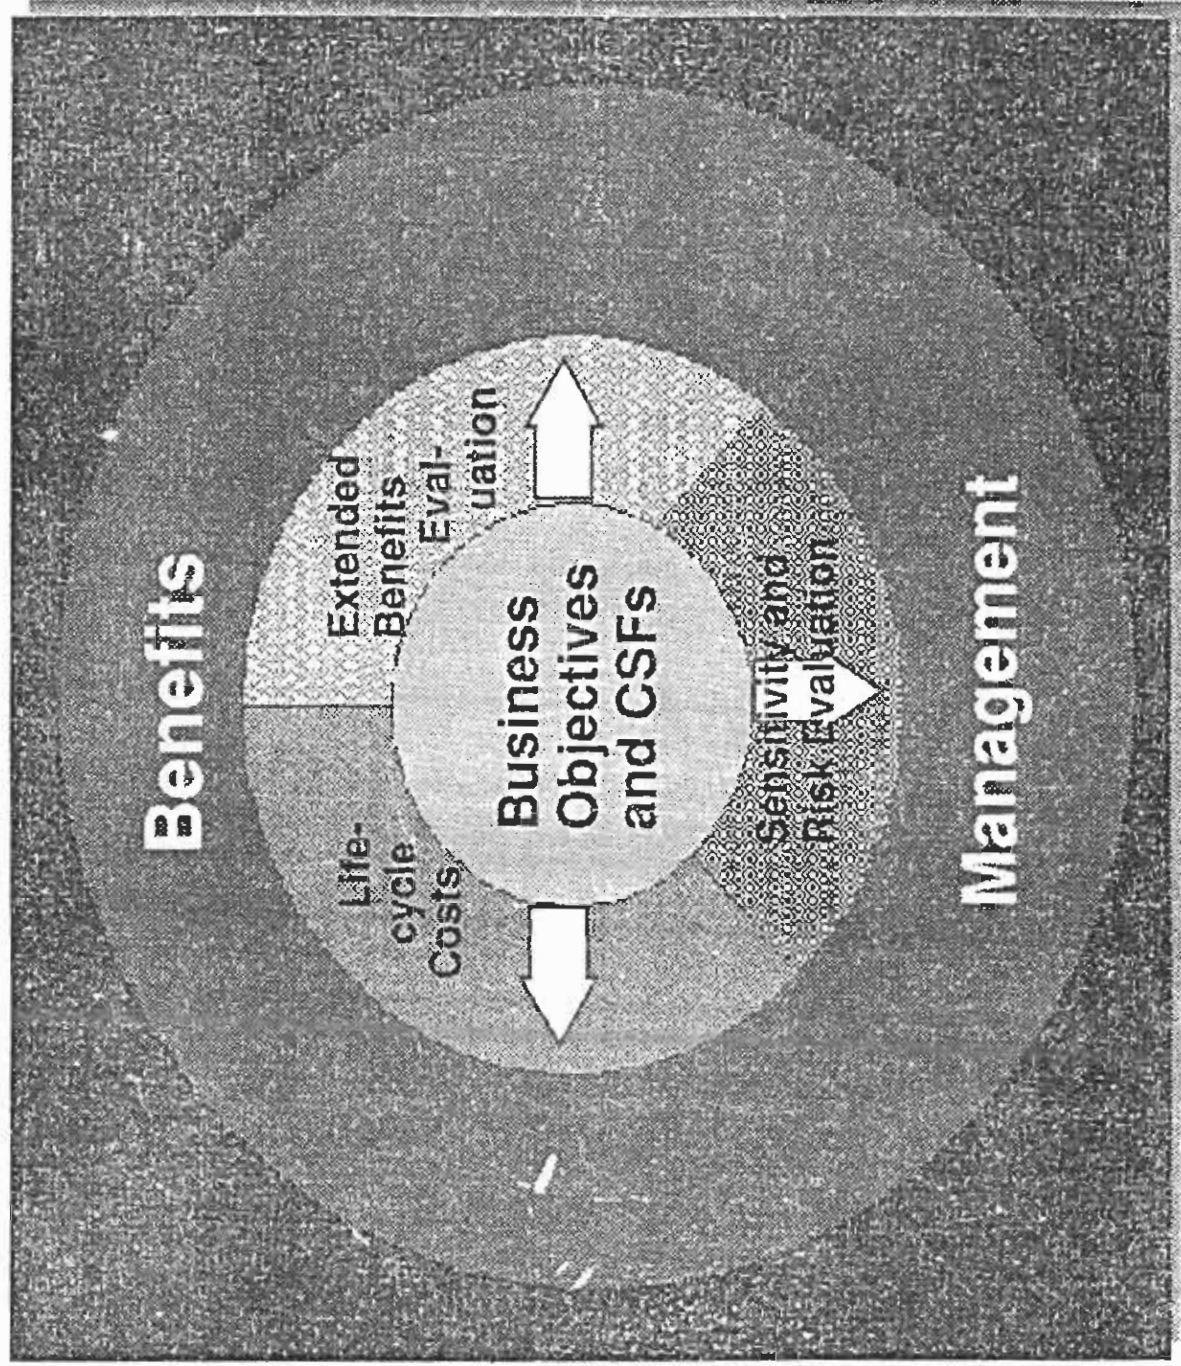 Benefits
Life-
cycle
Costs
Extended
Benefits
Eval-
uation
Business
Objectives
and CSFs
Sensitivity and
Risk Evaluation
Management